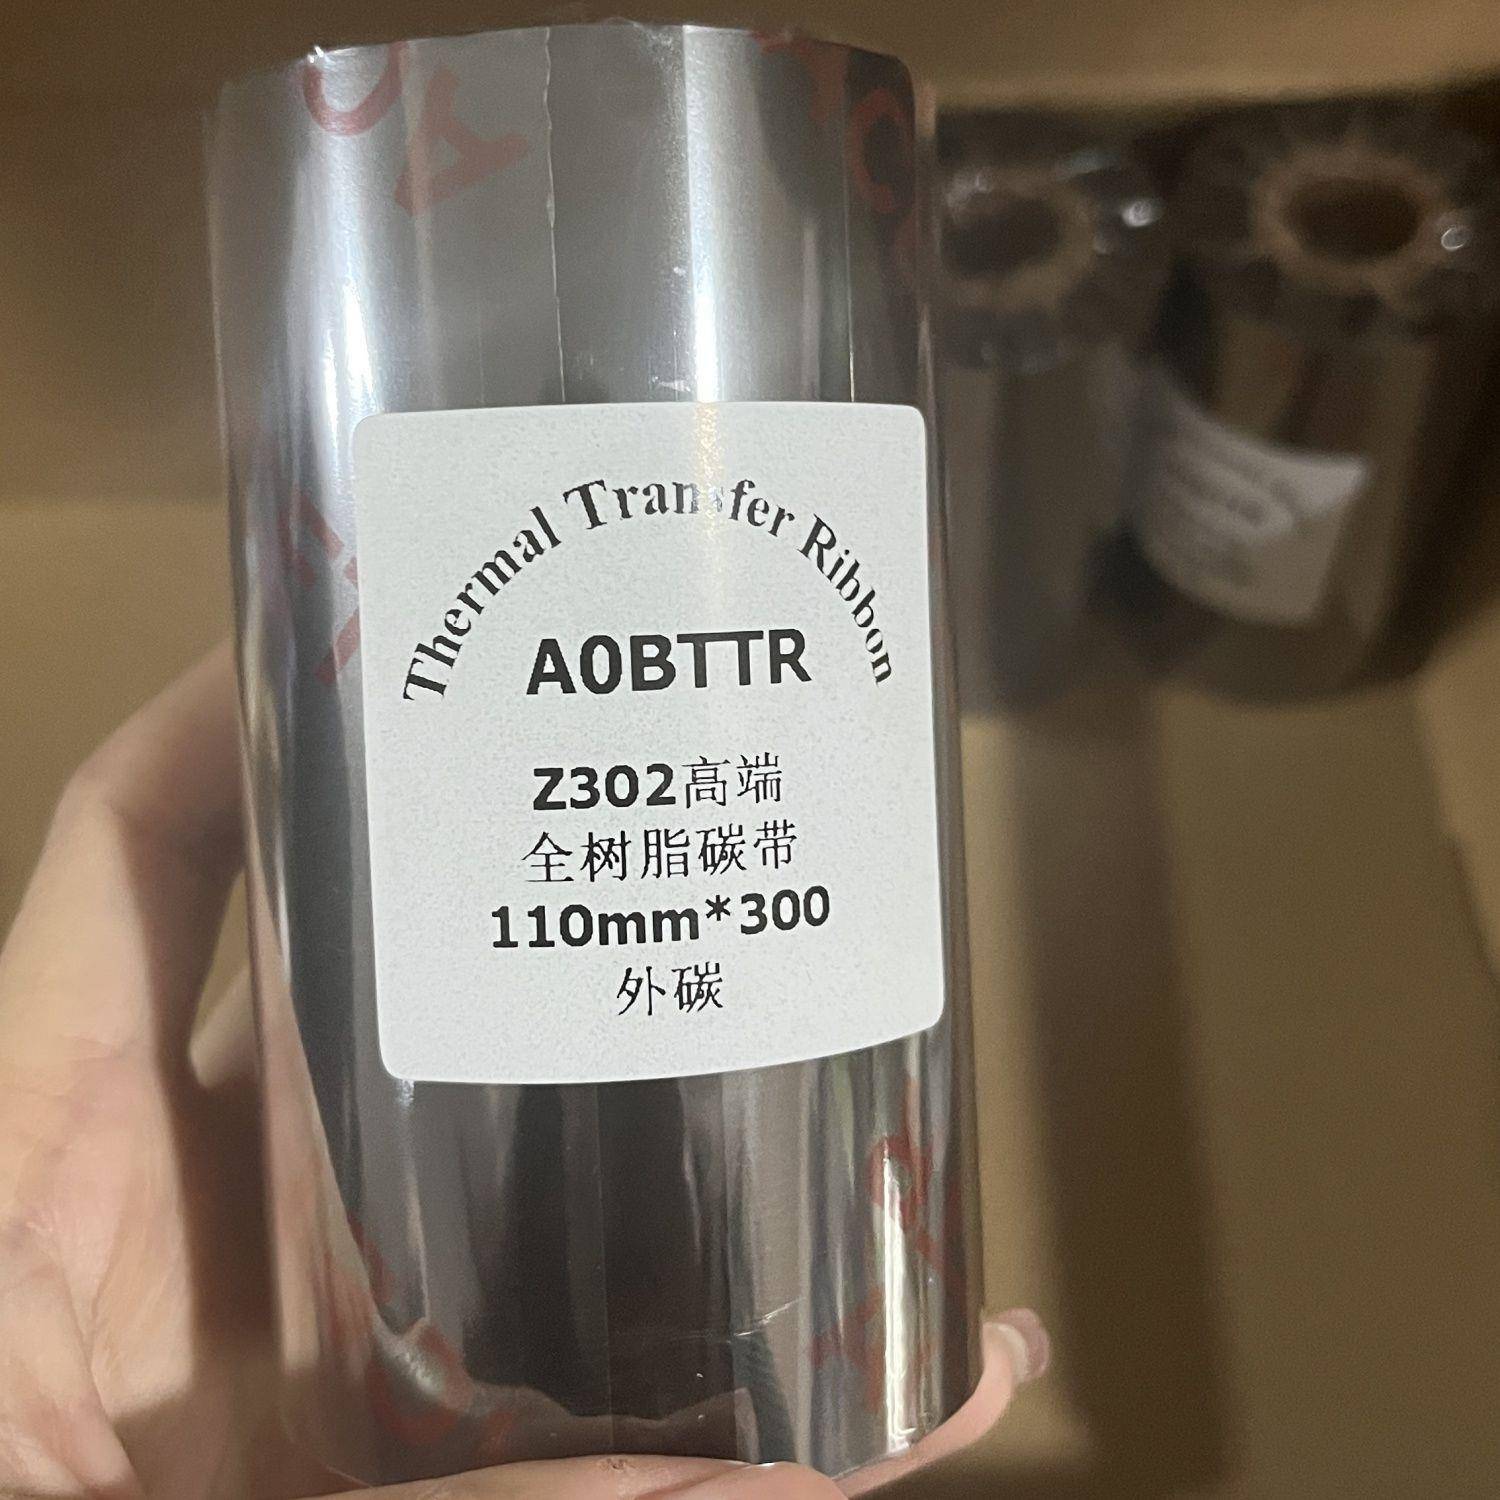 Thermal Transfer Ribbon
A0BTTR
Z302高端
全树脂碳带
110mm*300
外碳